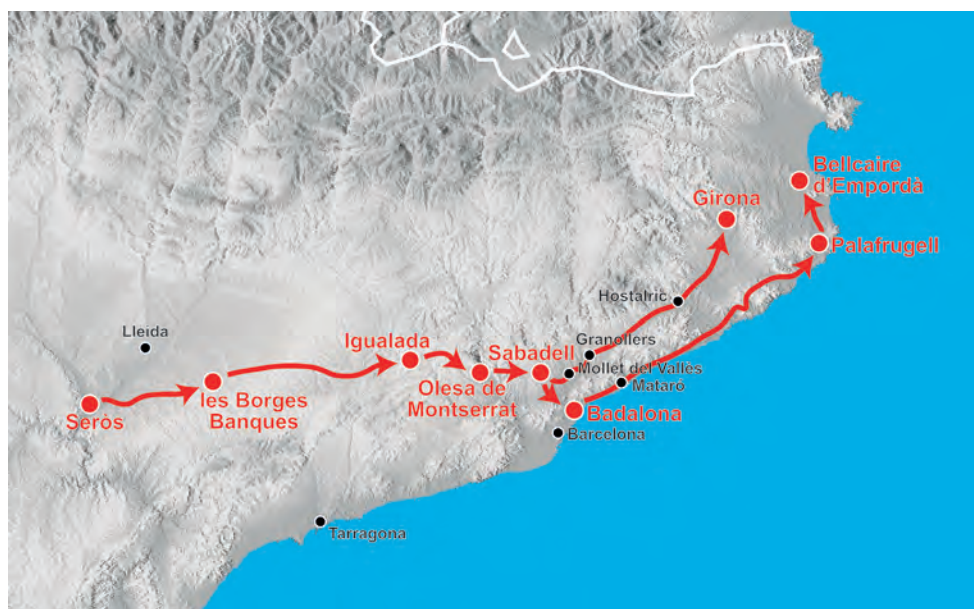 Bellcaire
d'Empordà
Girona
Palafrugell
Hostalric
Lleida
Granollers
Igualada
Sabadell
Mollet del Vallès
Mataró
Olesa de
Montserrat
les Borges
Banques
Seròs
Badalona
Barcelona
Tarragona